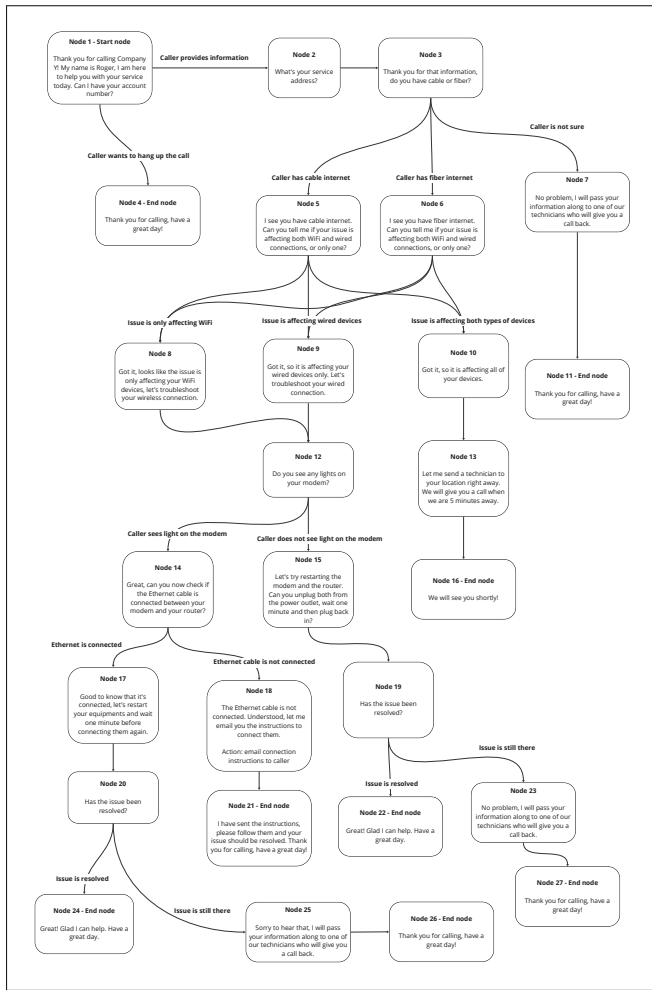 Node 1 - Start node
Thank you for calling Company
Y! My name is Roger, I am here
to help you with your service
today. Can I have your account
number?
Caller provides information
Node 2
What's your service
address?
Node 3
Thank you for that information,
do you have cable or fiber?
Caller wants to hang up the call
Node 4 - End node
Thank you for calling, have a
great day!
Caller has cable internet
Caller has fiber internet
Caller is not sure
Node 5
I see you have cable internet.
Can you tell me if your issue is
affecting both WiFi and wired
connections, or only one?
Node 6
I see you have fiber internet.
Can you tell me if your issue is
affecting both WiFi and wired
connections, or only one?
Node 7
No problem, I will pass your
information along to one of our
technicians who will give you a
call back.
Issue is only affecting WiFi
Issue is affecting wired devices
Issue is affecting both types of devices
Node 8
Got it, looks like the issue is
only affecting your WiFi
devices, let's troubleshoot
your wireless connection.
Node 9
Got it, so it is affecting your
wired devices only. Let's
troubleshoot your wired
connection.
Node 10
Got it, so it is affecting all of
your devices.
Node 11 - End node
Thank you for calling, have a
great day!
Node 12
Do you see any lights on
your modem?
Node 13
Let me send a technician to
your location right away.
We will give you a call when
we are 5 minutes away.
Caller sees light on the modem
Caller does not see light on the modem
Node 14
Great, can you now check if
the Ethernet cable is
connected between your
modem and your router?
Node 15
Let's try restarting the
modem and the router.
Can you unplug both from
the power outlet, wait one
minute and then plug back
in?
Node 16 - End node
We will see you shortly!
Ethernet is connected
Ethernet cable is not connected
Node 17
Good to know that it's
connected, let's restart
your equipments and wait
one minute before
connecting them again.
Node 18
The Ethernet cable is not
connected. Understood, let me
email you the instructions to
connect them.
Action: email connection
instructions to caller
Node 19
Has the issue been
resolved?
Issue is still there
Issue is resolved
Node 20
Has the issue been
resolved?
Node 21 - End node
I have sent the instructions,
please follow them and your
issue should be resolved. Thank
you for calling, have a great day!
Node 22 - End node
Great! Glad I can help. Have a
great day.
Node 23
No problem, I will pass your
information along to one of our
technicians who will give you a
call back.
Issue is resolved
Issue is still there
Node 24 - End node
Great! Glad I can help. Have a
great day.
Node 25
Sorry to hear that, I will pass
your information along to one of
our technicians who will give you
a call back.
Node 26 - End node
Thank you for calling, have a
great day!
Node 27 - End node
Thank you for calling, have a
great day!